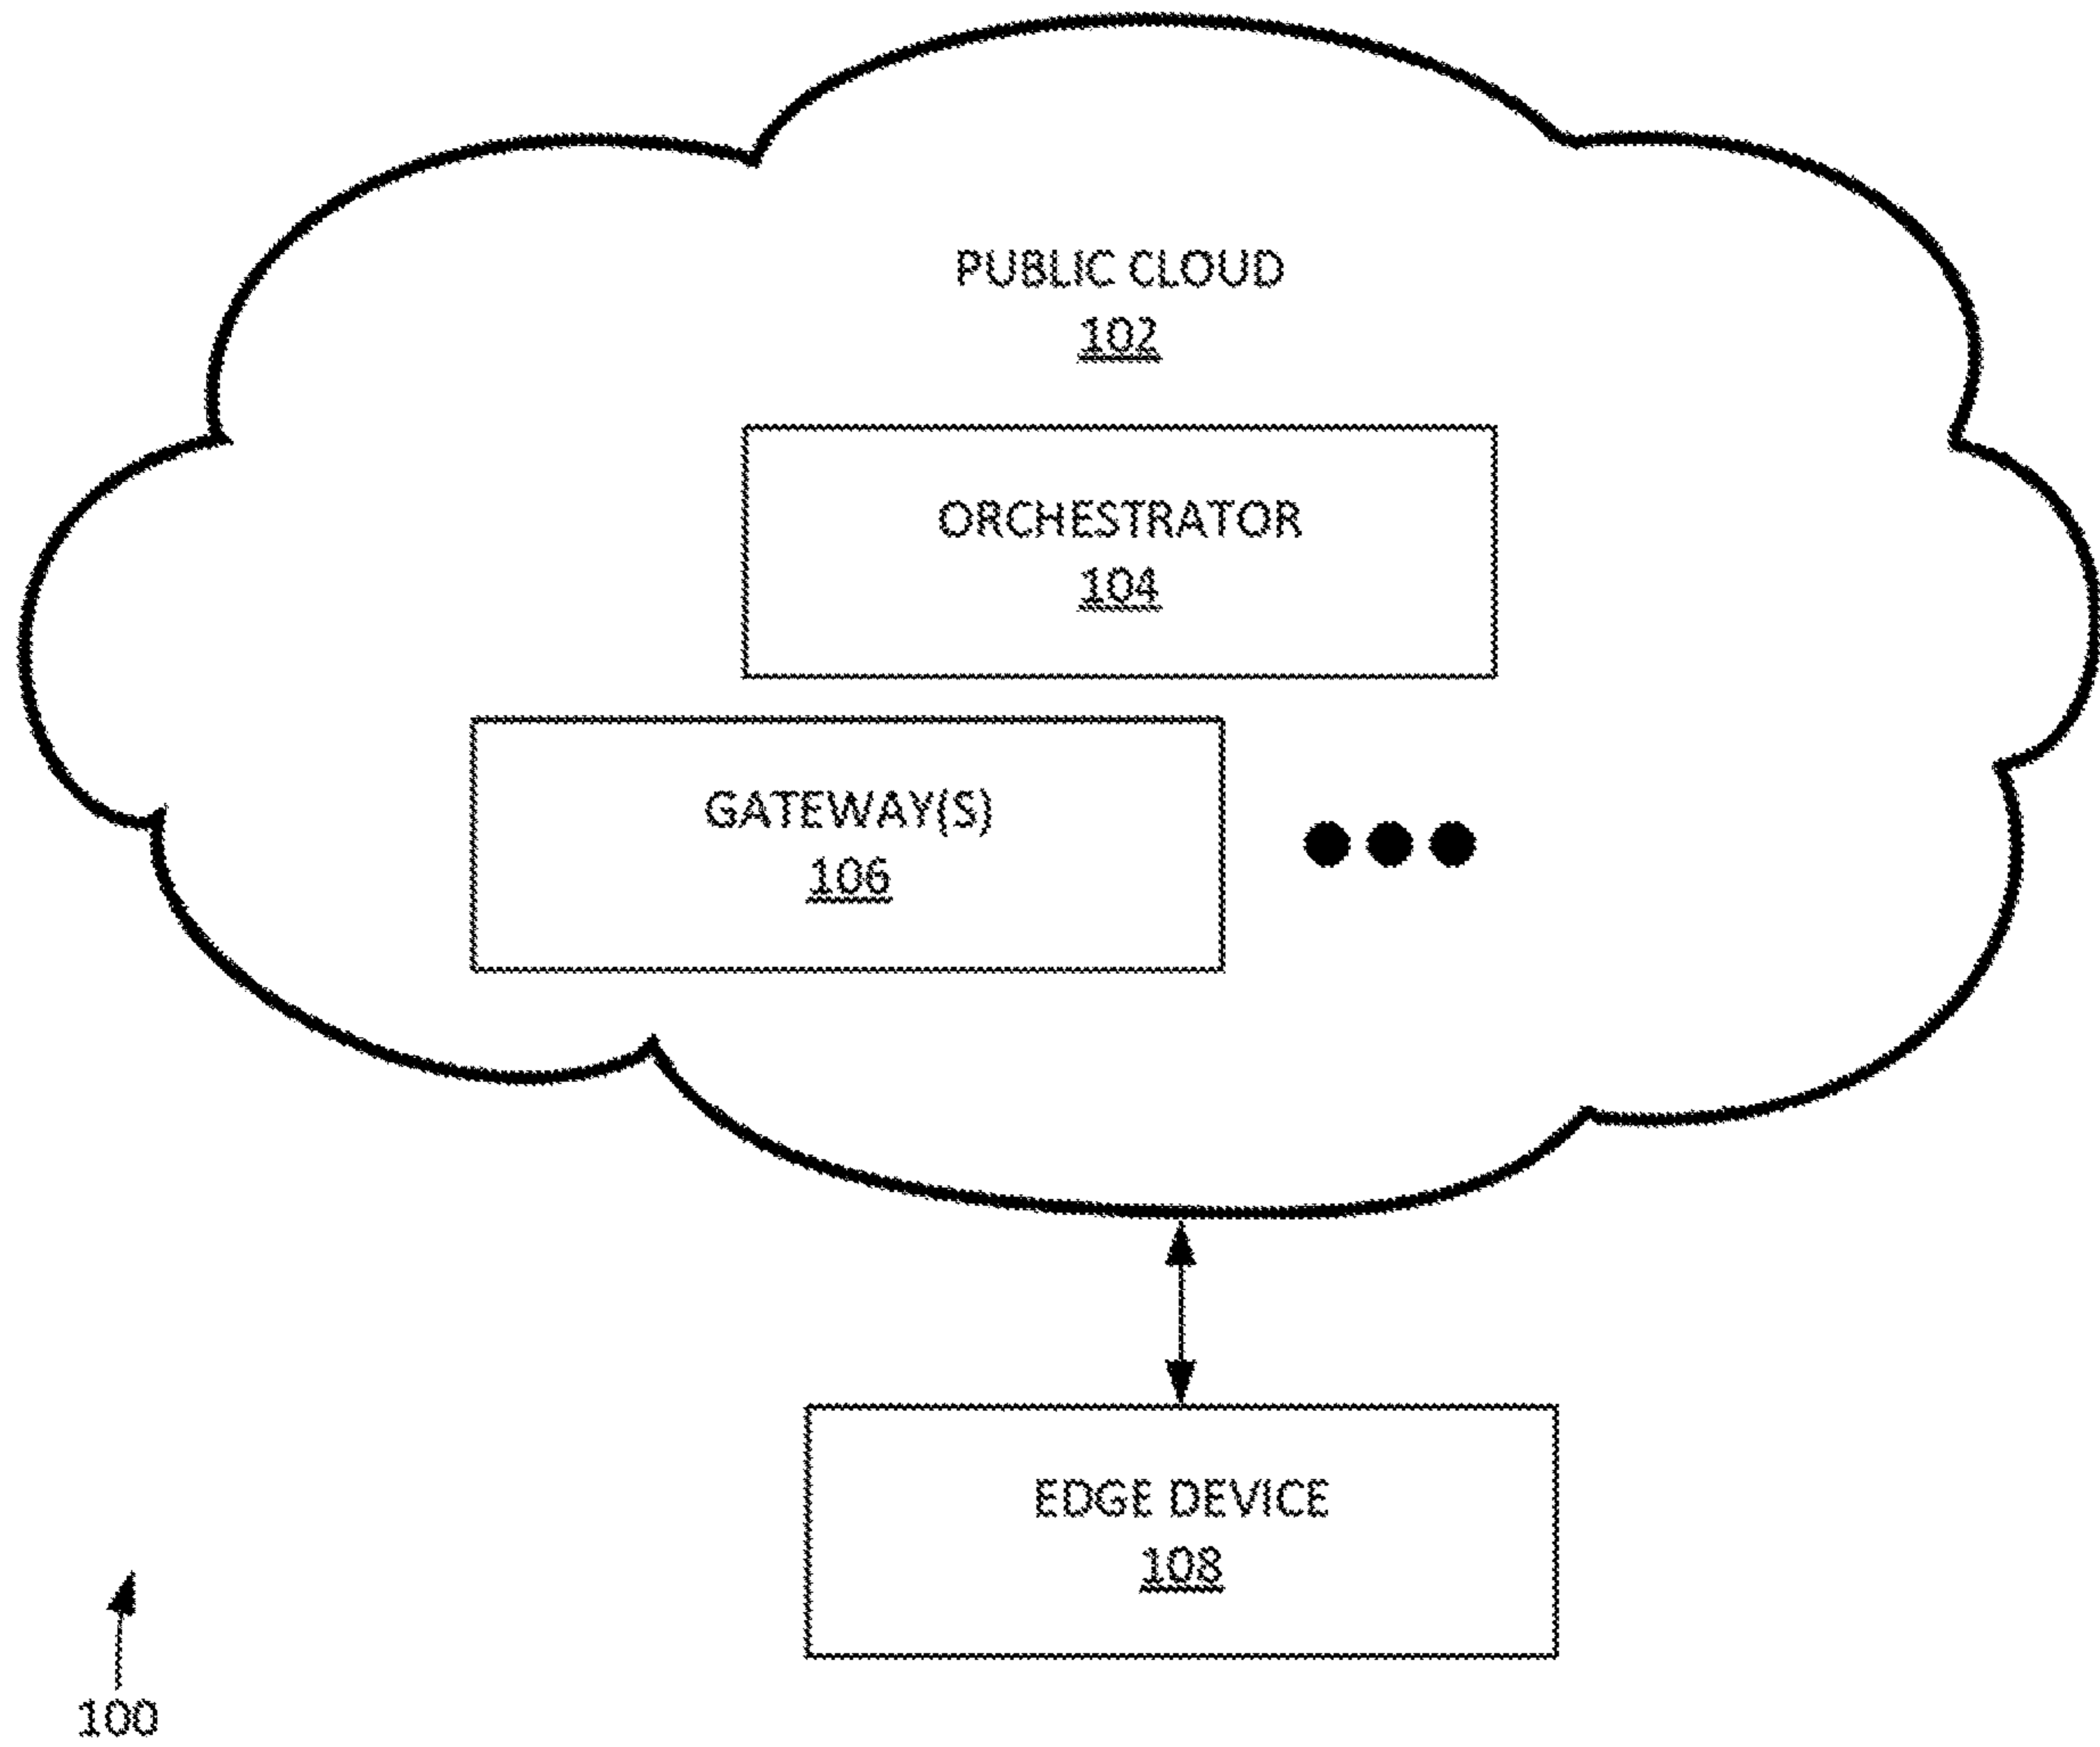 PUBLIC CLOUD
102
ORCHESTRATOR
104
GATEWAY(S)
106
EDGE DEVICE
108
100